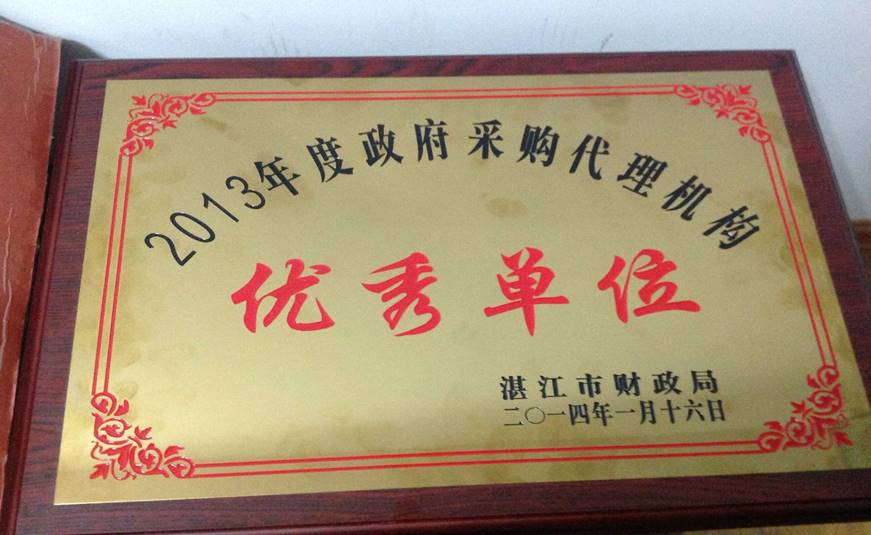 2013年度政府采购代理机构
优秀单位
湛江市财政局
二〇一四年一月十六日